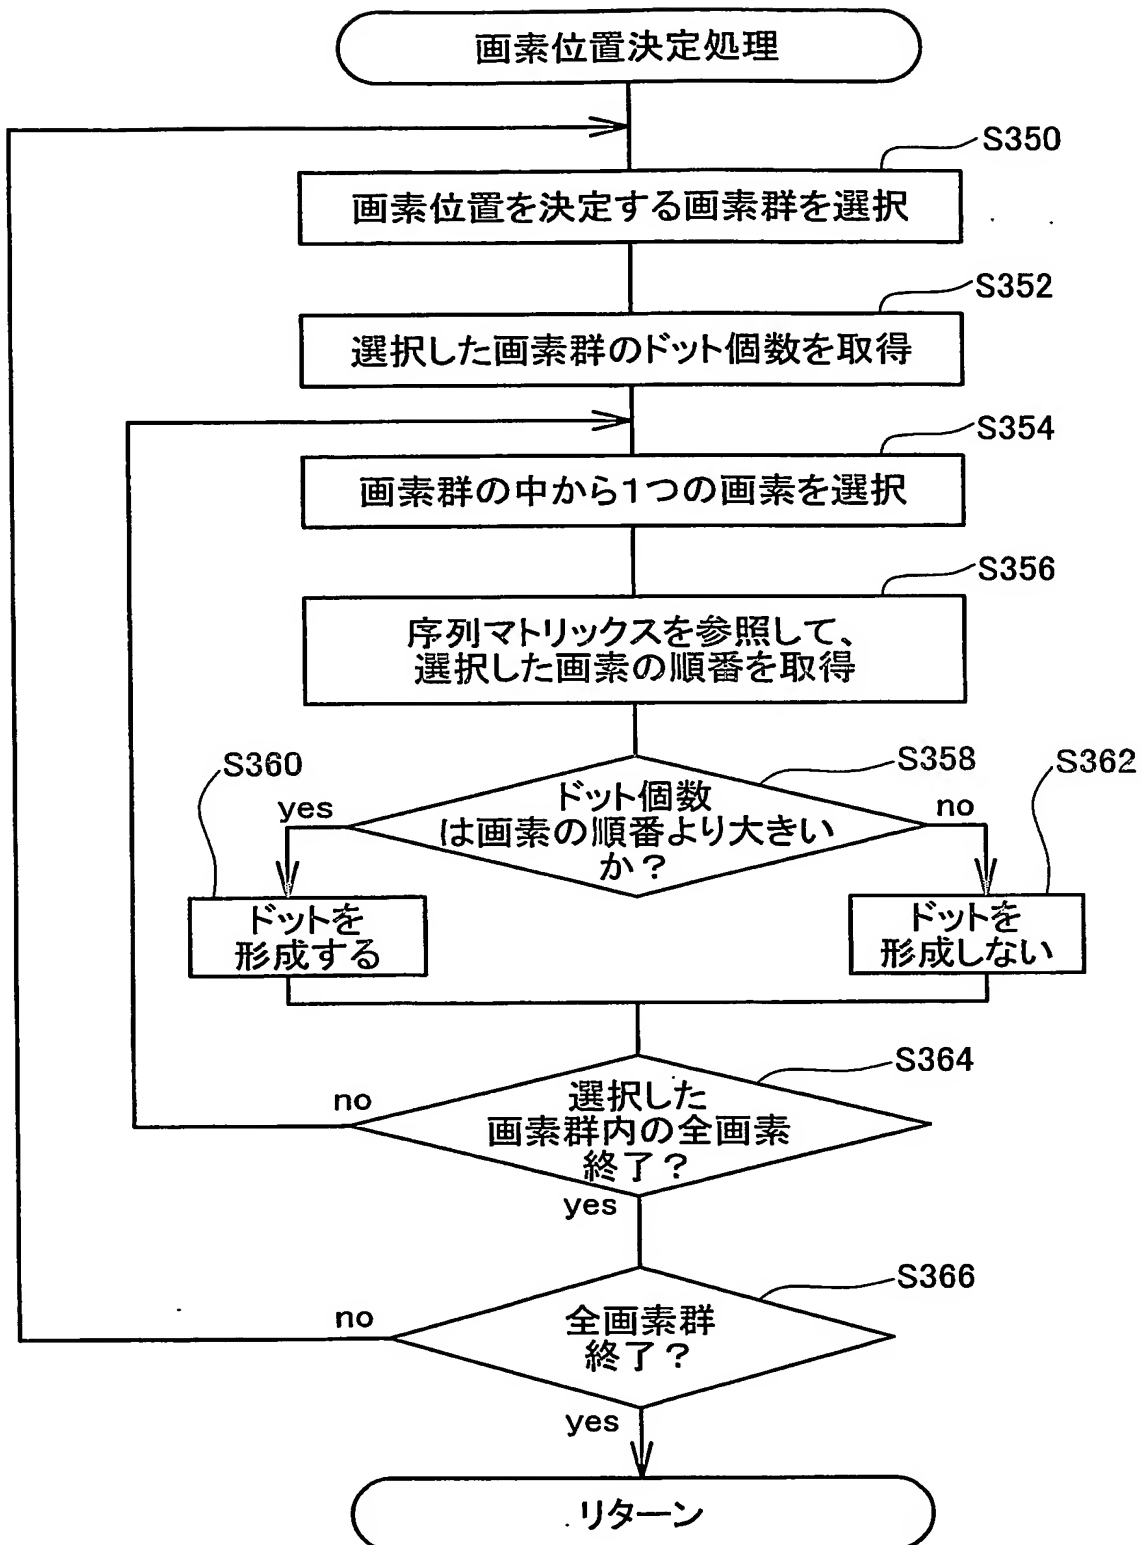 画素位置決定処理
S350
画素位置を決定する画素群を選択
S352
選択した画素群のドット個数を取得
S354
画素群の中から1つの画素を選択
S356
序列マトリックスを参照して、
選択した画素の順番を取得
S358
ドット個数
は画素の順番より大きい
か？
yes
no
S360
ドットを
形成する
S362
ドットを
形成しない
S364
選択した
画素群内の全画素
終了？
no
yes
S366
全画素群
終了？
no
yes
リターン